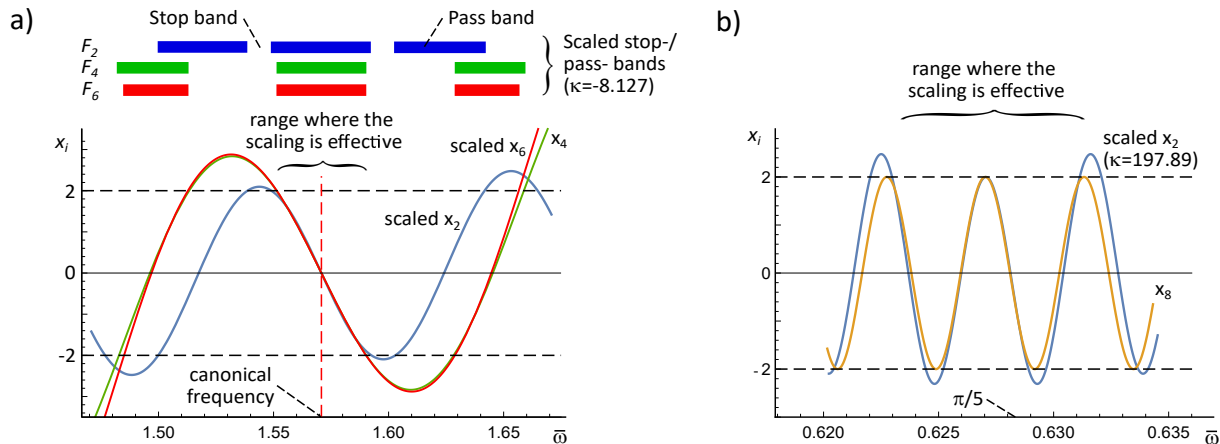 a)
Stop band
Pass band
F2
F4
F6
Scaled stop-/
pass- bands
(κ=-8.127)
range where the
scaling is effective
xi
scaled x6
x4
scaled x2
2
0
-2
canonical
frequency
1.50
1.55
1.60
1.65
ω̅
b)
range where the
scaling is effective
xi
scaled x2
(κ=197.89)
2
0
-2
x8
π/5
0.620
0.625
0.630
0.635
ω̅